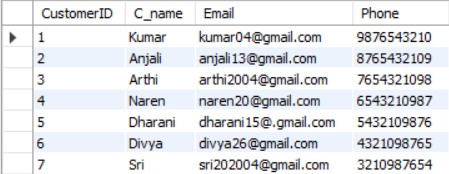 CustomerID C_name Email Phone
1 Kumar kumar04@gmail.com 9876543210
2 Anjali anjali13@gmail.com 8765432109
3 Arthi arthi2004@gmail.com 7654321098
4 Naren naren20@gmail.com 6543210987
5 Dharani dharani15@.gmail.com 5432109876
6 Divya divya26@gmail.com 4321098765
7 Sri sri202004@gmail.com 3210987654